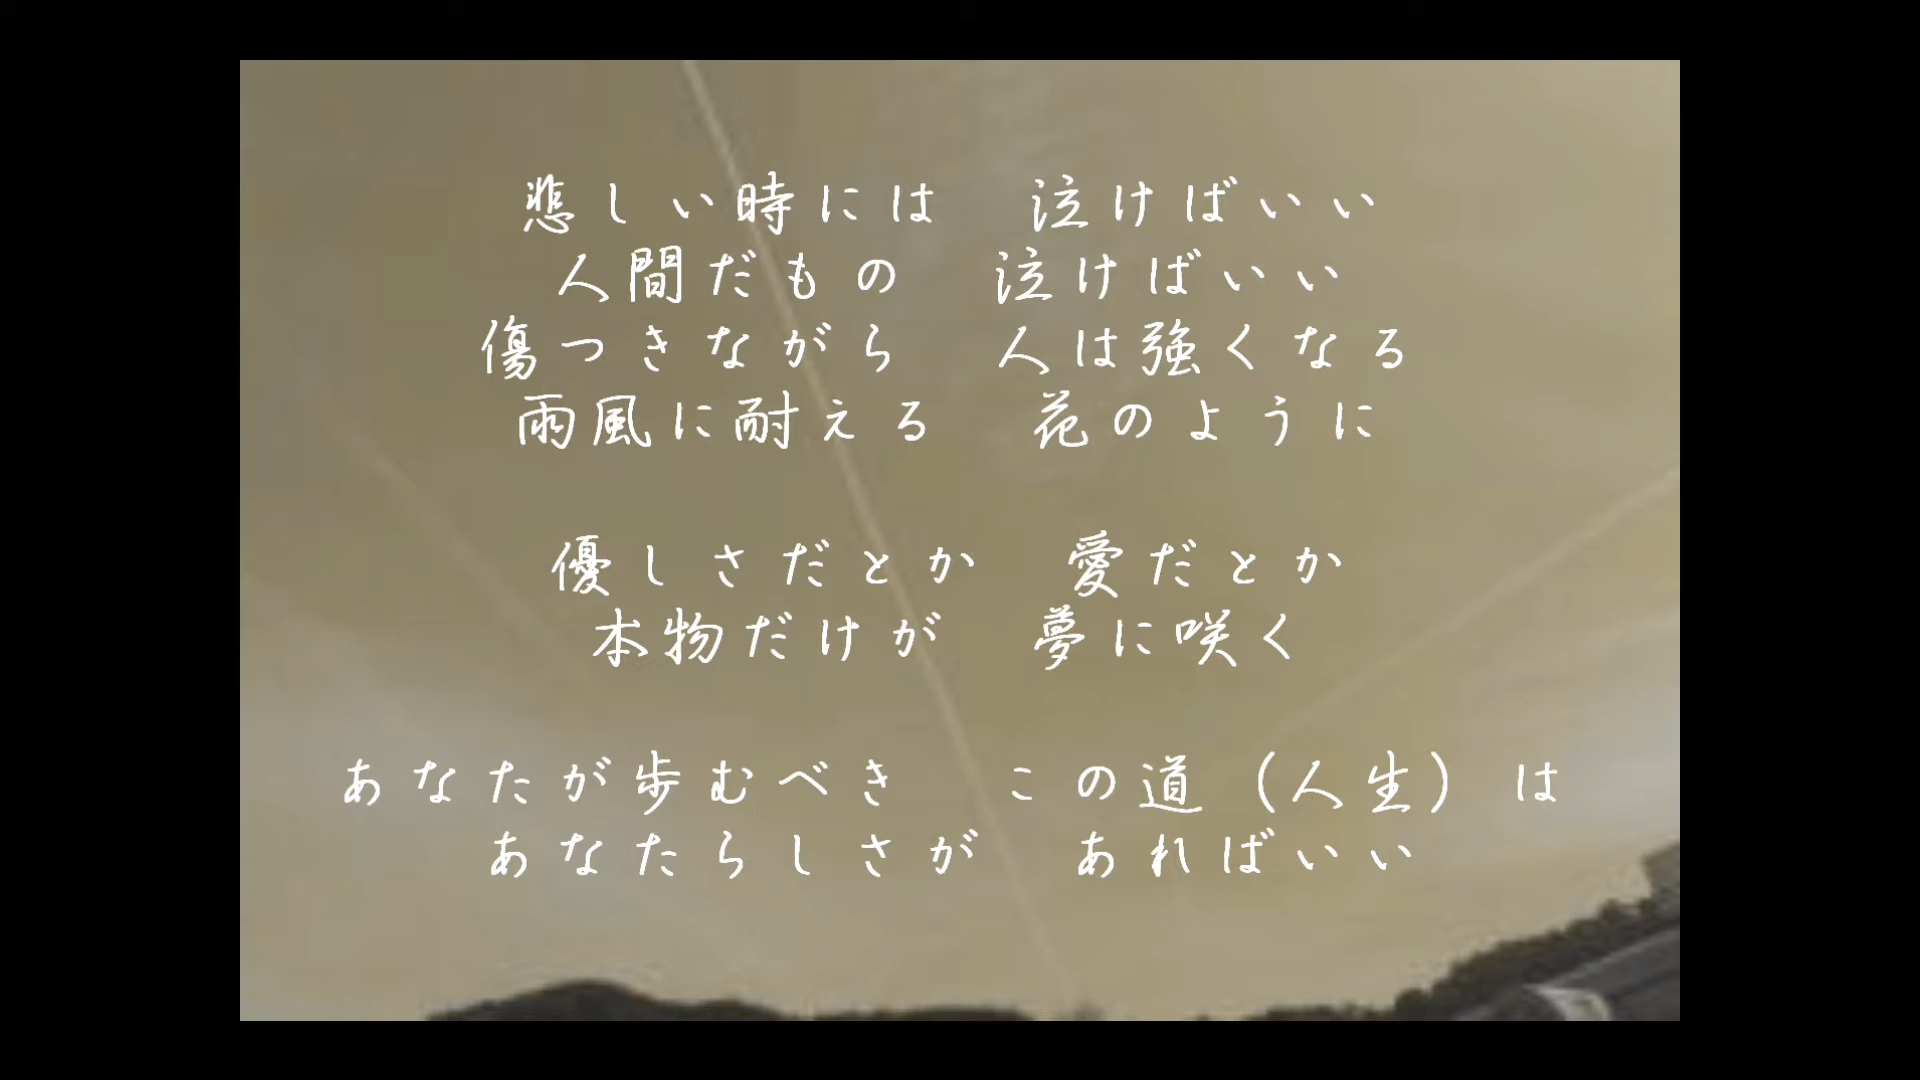 悲しい時には　泣けばいい
人間だもの　泣けばいい
傷つきながら　人は強くなる
雨風に耐える　花のように
優しさだとか　愛だとか
本物だけが　夢に咲く
あなたが歩むべき　この道（人生）は
あなたらしさが　あればいい